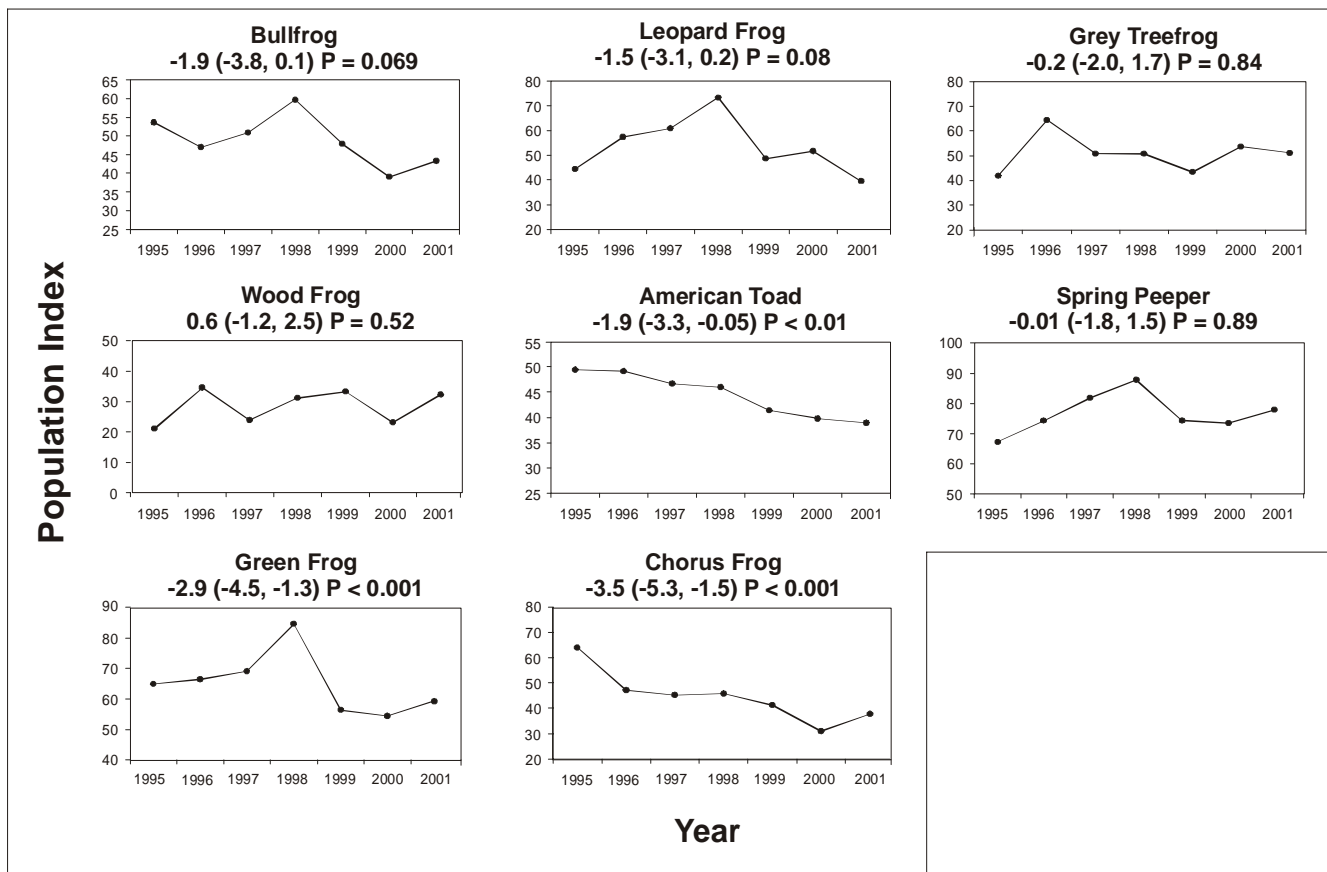 Population Index
Bullfrog
-1.9 (-3.8, 0.1) P = 0.069
65
60
55
50
45
40
35
30
25
1995 1996 1997 1998 1999 2000 2001
Leopard Frog
-1.5 (-3.1, 0.2) P = 0.08
80
70
60
50
40
30
20
1995 1996 1997 1998 1999 2000 2001
Grey Treefrog
-0.2 (-2.0, 1.7) P = 0.84
80
70
60
50
40
30
20
1995 1996 1997 1998 1999 2000 2001
Wood Frog
0.6 (-1.2, 2.5) P = 0.52
50
40
30
20
10
0
1995 1996 1997 1998 1999 2000 2001
American Toad
-1.9 (-3.3, -0.05) P < 0.01
55
50
45
40
35
30
25
1995 1996 1997 1998 1999 2000 2001
Spring Peeper
-0.01 (-1.8, 1.5) P = 0.89
100
90
80
70
60
50
1995 1996 1997 1998 1999 2000 2001
Green Frog
-2.9 (-4.5, -1.3) P < 0.001
90
80
70
60
50
40
1995 1996 1997 1998 1999 2000 2001
Chorus Frog
-3.5 (-5.3, -1.5) P < 0.001
80
70
60
50
40
30
20
1995 1996 1997 1998 1999 2000 2001
Year